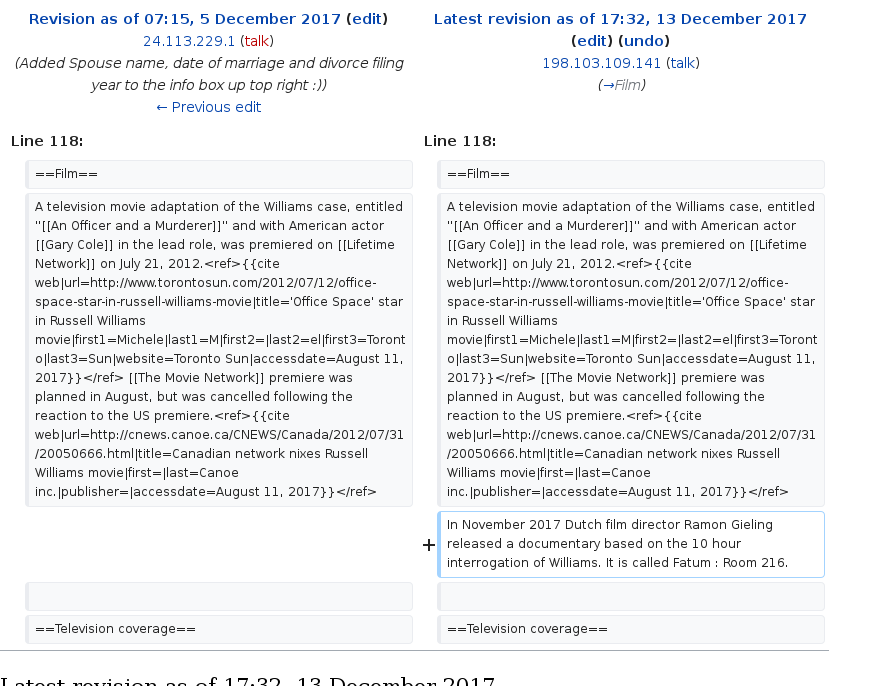 Revision as of 07:15, 5 December 2017 (edit)
24.113.229.1 (talk)
(Added Spouse name, date of marriage and divorce filing
year to the info box up top right :))
← Previous edit
Latest revision as of 17:32, 13 December 2017
(edit) (undo)
198.103.109.141 (talk)
(→Film)
Line 118:
Line 118:
==Film==
==Film==
A television movie adaptation of the Williams case, entitled
''[[An Officer and a Murderer]]'' and with American actor
[[Gary Cole]] in the lead role, was premiered on [[Lifetime
Network]] on July 21, 2012.<ref>{{cite
web|url=http://www.torontosun.com/2012/07/12/office-
space-star-in-russell-williams-movie|title='Office Space' star
in Russell Williams
movie|first1=Michele|last1=M|first2=|last2=el|first3=Toront
o|last3=Sun|website=Toronto Sun|accessdate=August 11,
2017}}</ref> [[The Movie Network]] premiere was
planned in August, but was cancelled following the
reaction to the US premiere.<ref>{{cite
web|url=http://cnews.canoe.ca/CNEWS/Canada/2012/07/31
/20050666.html|title=Canadian network nixes Russell
Williams movie|first=|last=Canoe
inc.|publisher=|accessdate=August 11, 2017}}</ref>
A television movie adaptation of the Williams case, entitled
''[[An Officer and a Murderer]]'' and with American actor
[[Gary Cole]] in the lead role, was premiered on [[Lifetime
Network]] on July 21, 2012.<ref>{{cite
web|url=http://www.torontosun.com/2012/07/12/office-
space-star-in-russell-williams-movie|title='Office Space' star
in Russell Williams
movie|first1=Michele|last1=M|first2=|last2=el|first3=Toront
o|last3=Sun|website=Toronto Sun|accessdate=August 11,
2017}}</ref> [[The Movie Network]] premiere was
planned in August, but was cancelled following the
reaction to the US premiere.<ref>{{cite
web|url=http://cnews.canoe.ca/CNEWS/Canada/2012/07/31
/20050666.html|title=Canadian network nixes Russell
Williams movie|first=|last=Canoe
inc.|publisher=|accessdate=August 11, 2017}}</ref>
+
In November 2017 Dutch film director Ramon Gieling
released a documentary based on the 10 hour
interrogation of Williams. It is called Fatum : Room 216.
==Television coverage==
==Television coverage==
Latest revision as of 17:32, 13 December 2017